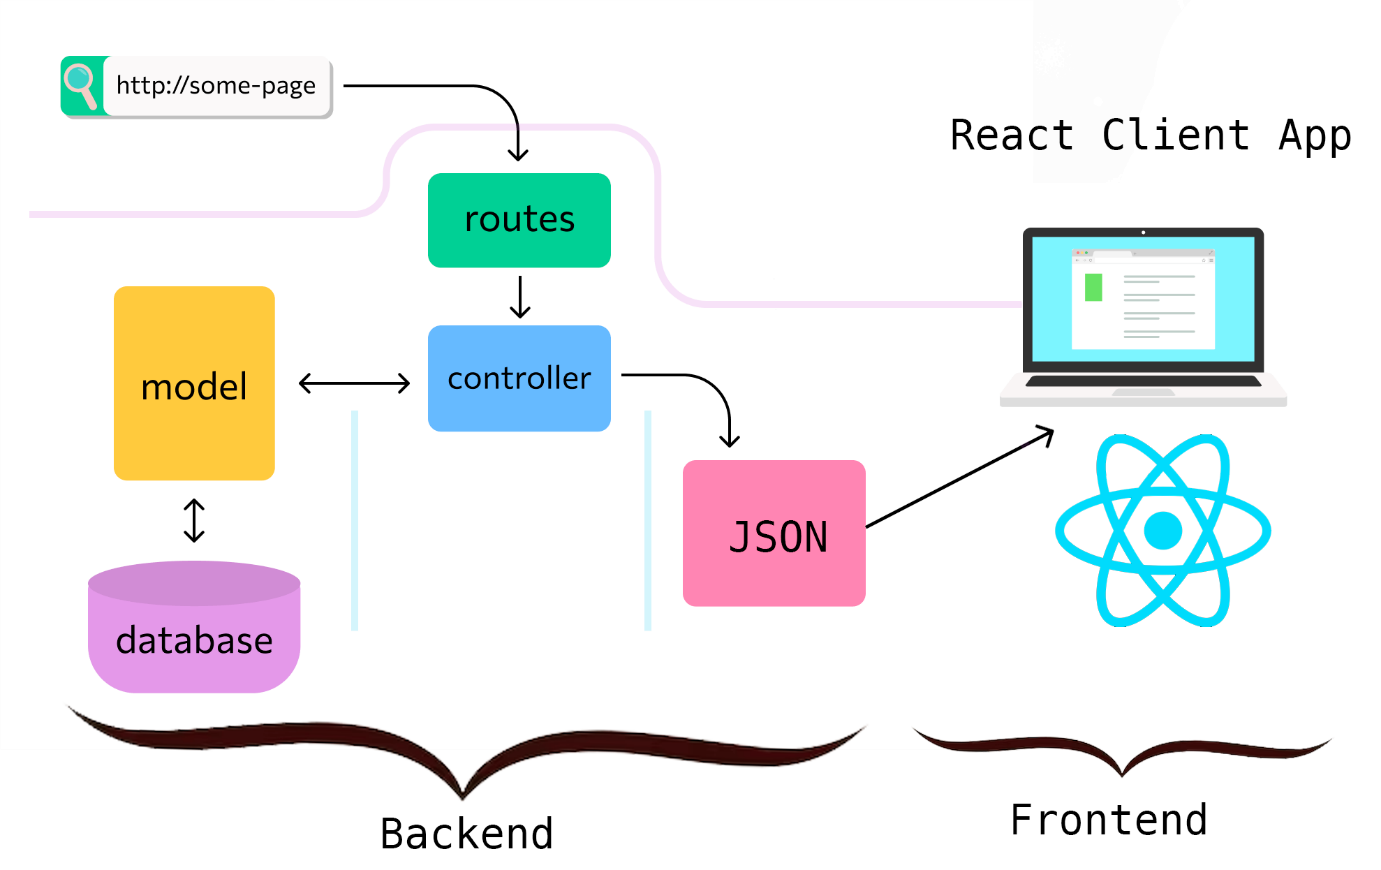 http://some-page
React Client App
routes
model
controller
JSON
database
Backend
Frontend